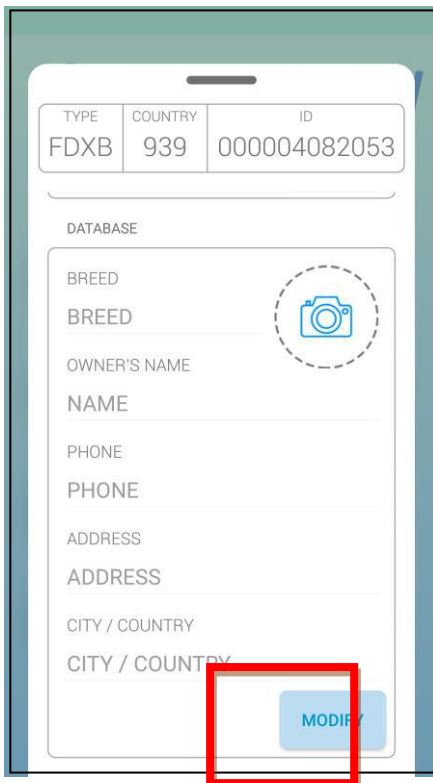 TYPE COUNTRY ID
FDXB 939 000004082053
DATABASE
BREED
BREED
OWNER'S NAME
NAME
PHONE
PHONE
ADDRESS
ADDRESS
CITY / COUNTRY
CITY / COUNTRY
MODIFY